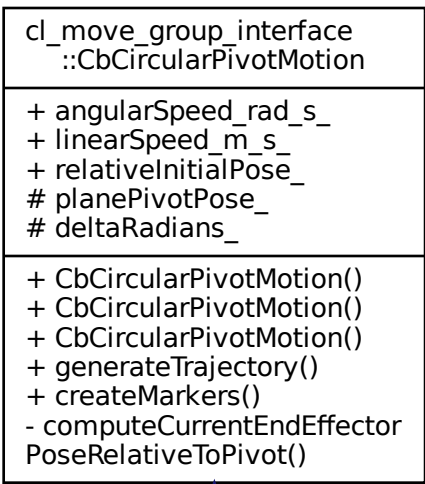 cl_move_group_interface
::CbCircularPivotMotion
+ angularSpeed_rad_s_
+ linearSpeed_m_s_
+ relativeInitialPose_
# planePivotPose_
# deltaRadians_
+ CbCircularPivotMotion()
+ CbCircularPivotMotion()
+ CbCircularPivotMotion()
+ generateTrajectory()
+ createMarkers()
- computeCurrentEndEffector
PoseRelativeToPivot()